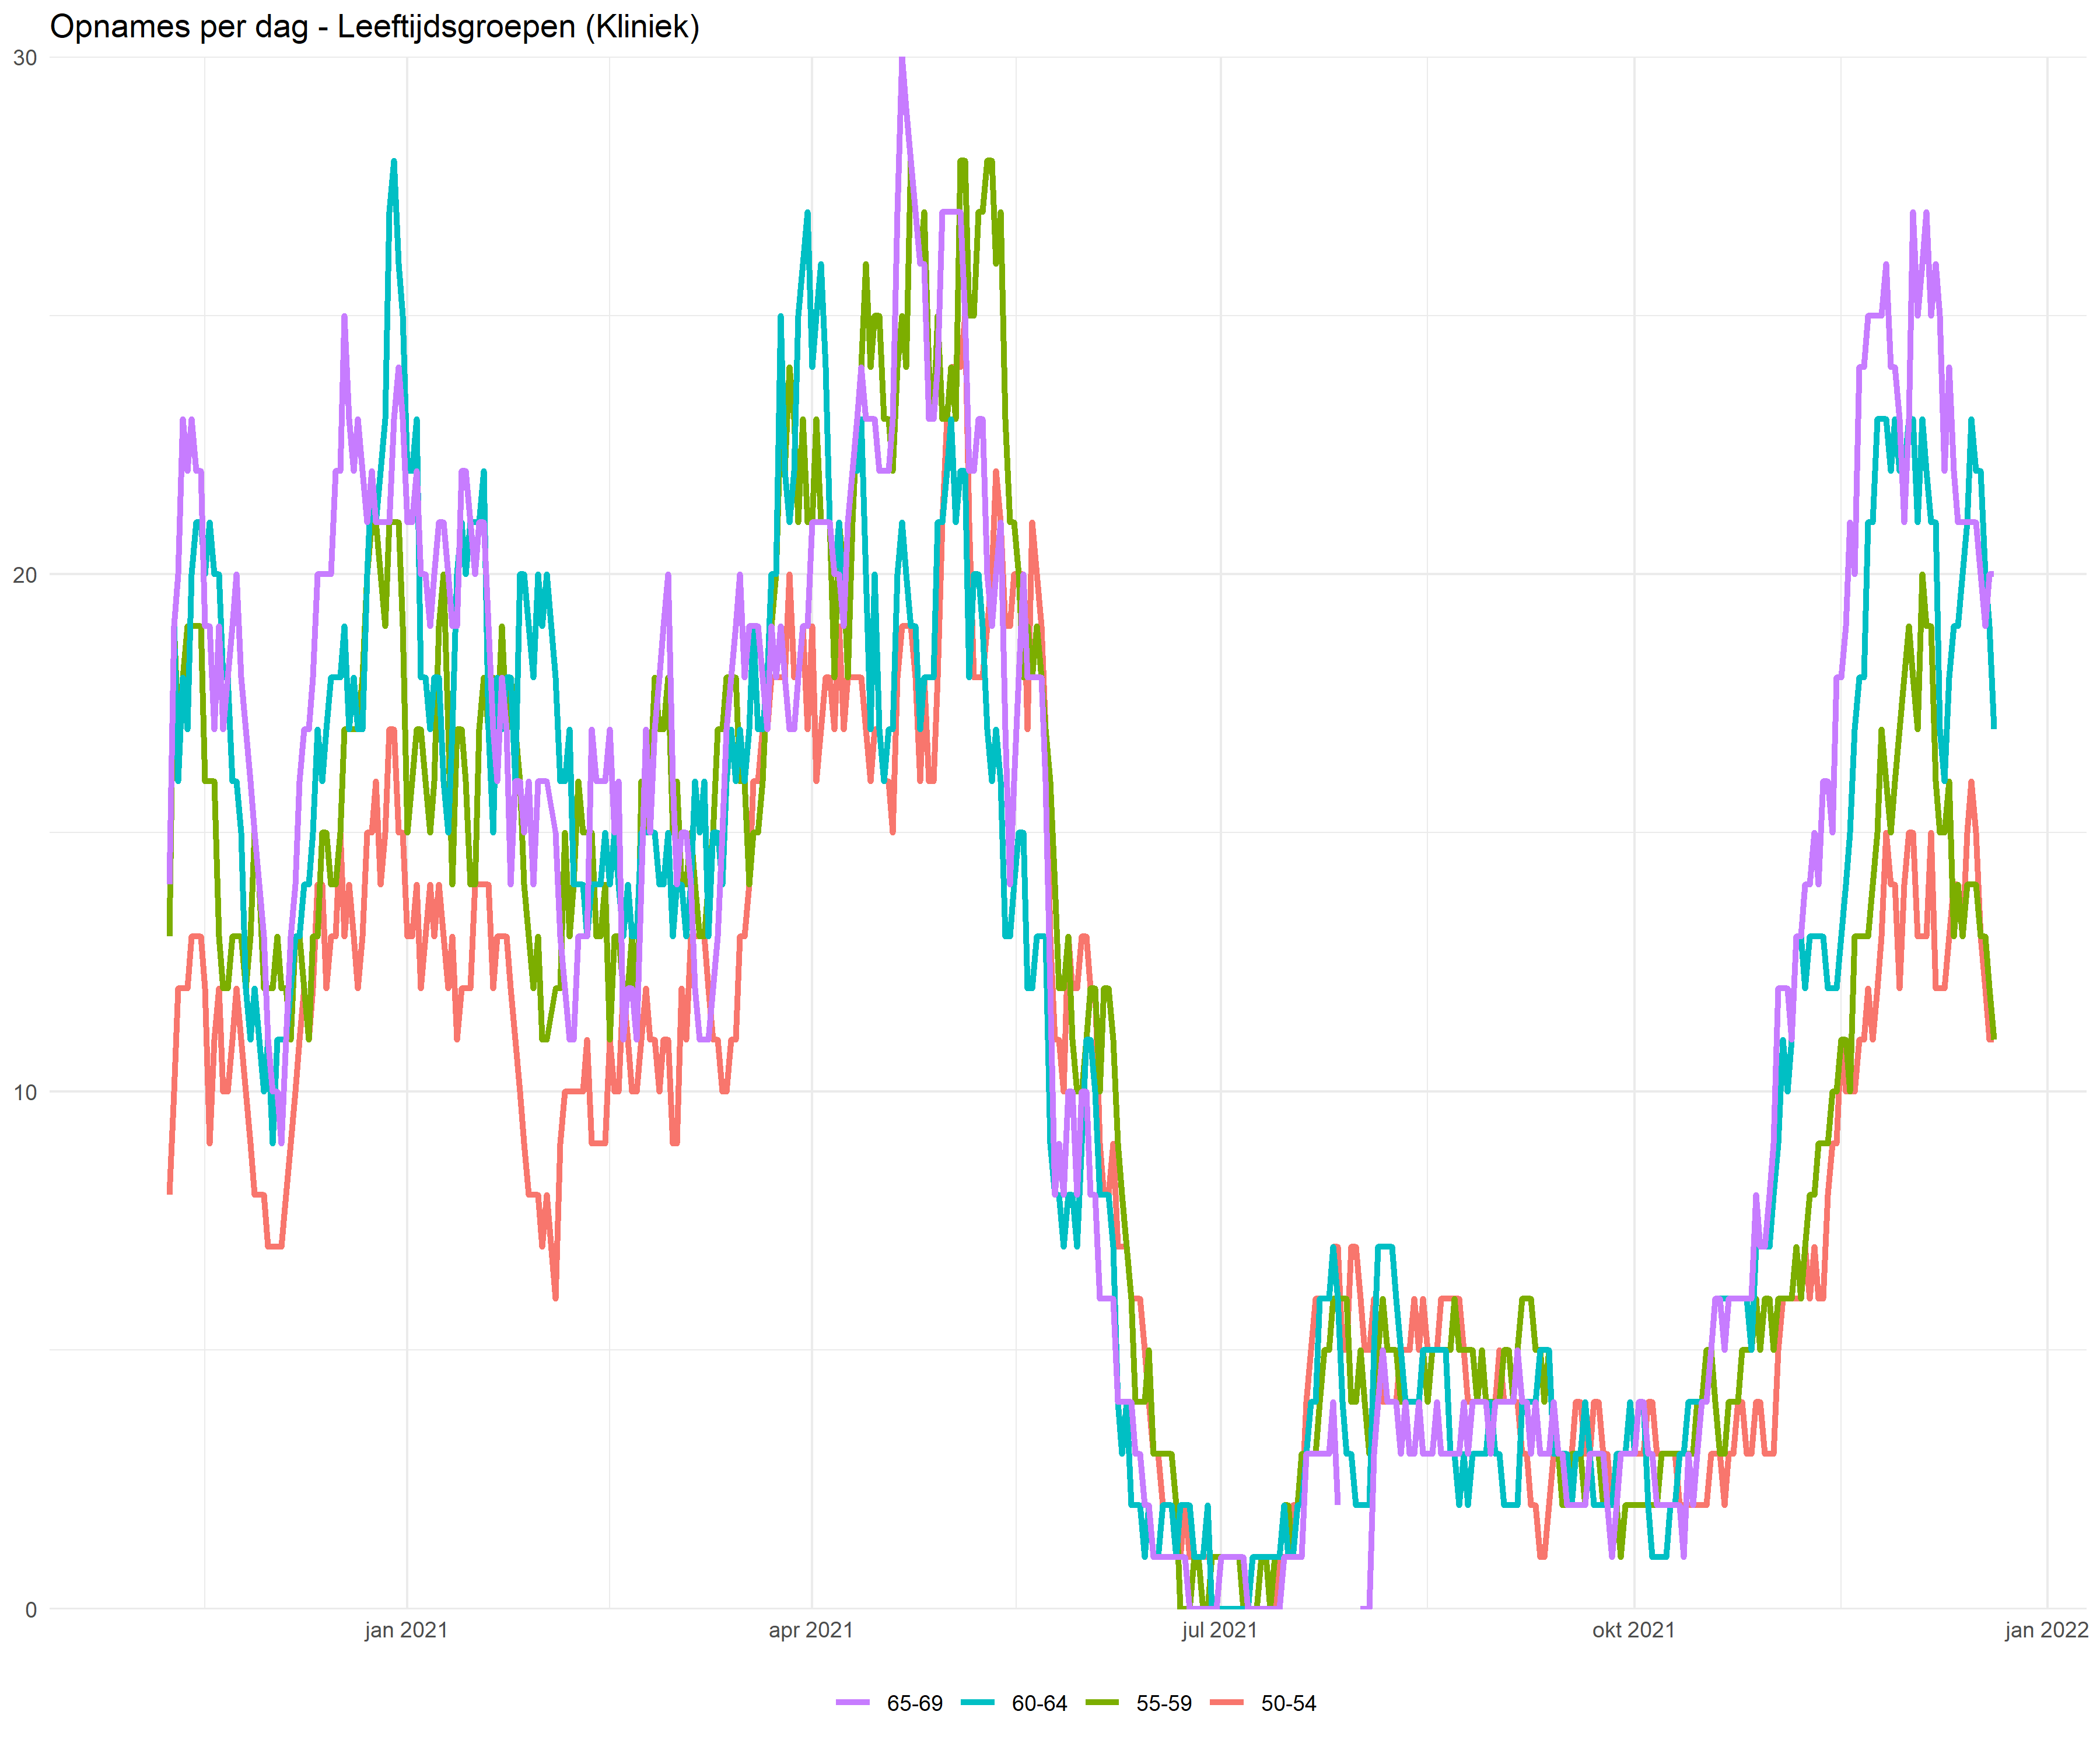 Opnames per dag - Leeftijdsgroepen (Kliniek)
30
20
10
0
jan 2021 apr 2021 jul 2021 okt 2021 jan 2022
65-69 60-64 55-59 50-54